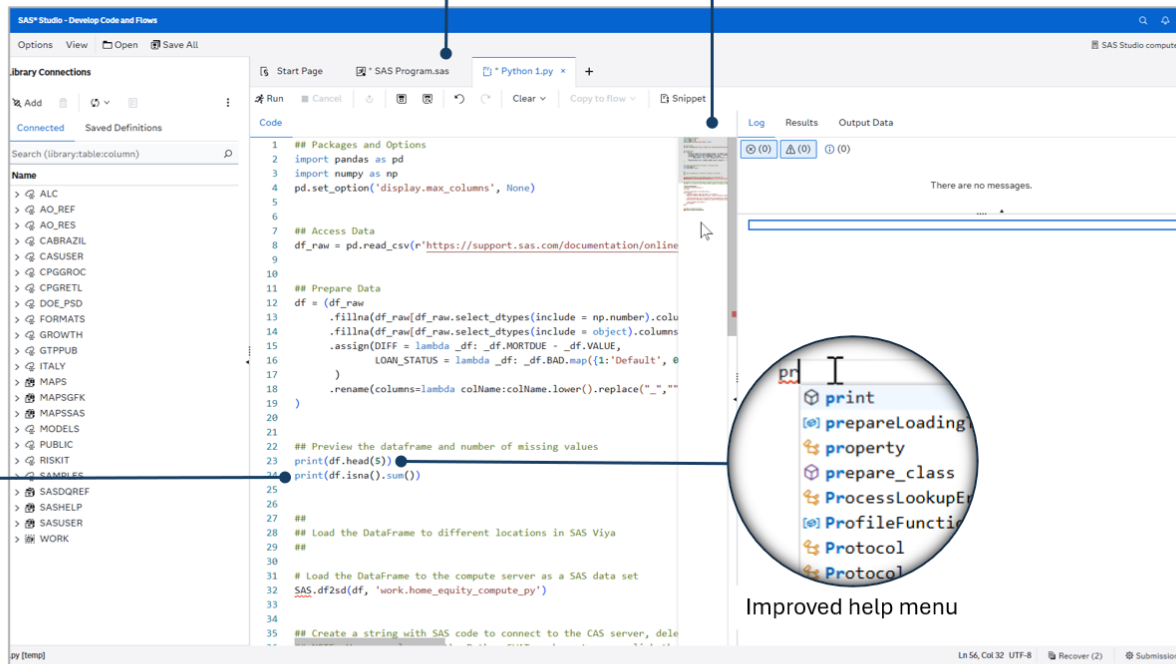 SAS® Studio - Develop Code and Flows
Options View Open Save All
SAS Studio compute
Library Connections
Start Page * SAS Program.sas * Python 1.py × +
Add
Run Cancel Clear Copy to flow Snippet
Connected Saved Definitions
Code
Log Results Output Data
Search (library:table:column)
(0) (0) (0)
Name
There are no messages.
ALC
AO_REF
AO_RES
CABRAZIL
CASUSER
CPGGROC
CPGRETL
DOE_PSD
FORMATS
GROWTH
GTPPUB
ITALY
MAPS
MAPSGFK
MAPSSAS
MODELS
PUBLIC
RISKIT
SAMPLES
SASDQREF
SASHELP
SASUSER
WORK
1 ## Packages and Options
2 import pandas as pd
3 import numpy as np
4 pd.set_option('display.max_columns', None)
5
6
7 ## Access Data
8 df_raw = pd.read_csv(r'https://support.sas.com/documentation/online
9
10
11 ## Prepare Data
12 df = (df_raw
13 .fillna(df_raw[df_raw.select_dtypes(include = np.number).colu
14 .fillna(df_raw[df_raw.select_dtypes(include = object).columns
15 .assign(DIFF = lambda _df: _df.MORTDUE - _df.VALUE,
16 LOAN_STATUS = lambda _df: _df.BAD.map({1:'Default', 0
17 )
18 .rename(columns=lambda colName:colName.lower().replace("_",""
19 )
20
21
22 ## Preview the dataframe and number of missing values
23 print(df.head(5))
24 print(df.isna().sum())
25
26
27 ##
28 ## Load the DataFrame to different locations in SAS Viya
29 ##
30
31 # Load the DataFrame to the compute server as a SAS data set
32 SAS.df2sd(df, 'work.home_equity_compute_py')
33
34
35 ## Create a string with SAS code to connect to the CAS server, dele
pr
print
prepareLoading
property
prepare_class
ProcessLookupEr
ProfileFunctio
Protocol
Protocol
Improved help menu
.py [temp]
Ln 56, Col 32 UTF-8 Recover (2) Submission